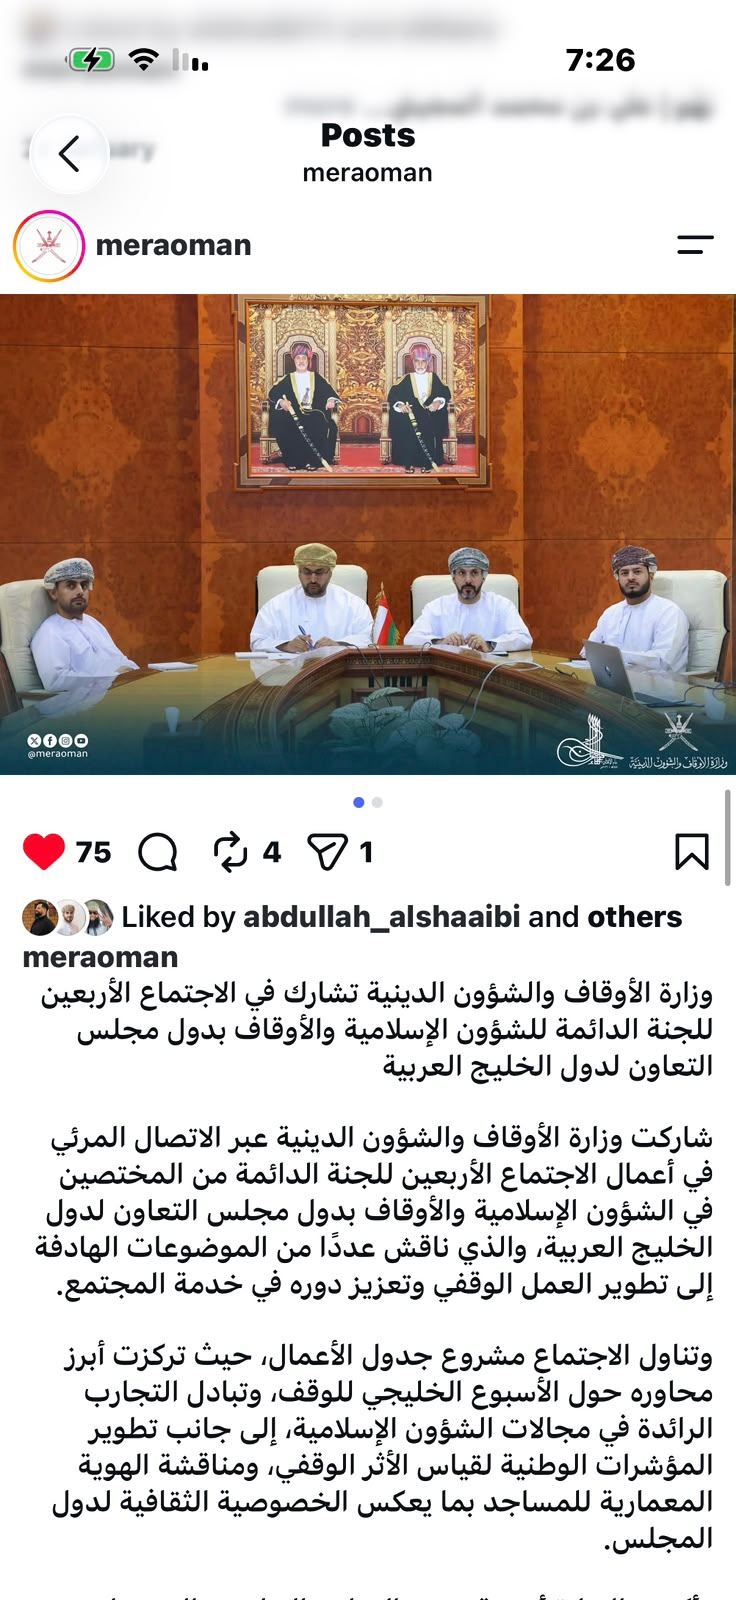 7:26
Posts
meraoman
meraoman
@meraoman
وزارة الأوقاف والشؤون الدينية
75
4
1
Liked by abdullah_alshaaibi and others
meraoman
وزارة الأوقاف والشؤون الدينية تشارك في الاجتماع الأربعين
للجنة الدائمة للشؤون الإسلامية والأوقاف بدول مجلس
التعاون لدول الخليج العربية
شاركت وزارة الأوقاف والشؤون الدينية عبر الاتصال المرئي
في أعمال الاجتماع الأربعين للجنة الدائمة من المختصين
في الشؤون الإسلامية والأوقاف بدول مجلس التعاون لدول
الخليج العربية، والذي ناقش عددًا من الموضوعات الهادفة
إلى تطوير العمل الوقفي وتعزيز دوره في خدمة المجتمع.
وتناول الاجتماع مشروع جدول الأعمال، حيث تركزت أبرز
محاوره حول الأسبوع الخليجي للوقف، وتبادل التجارب
الرائدة في مجالات الشؤون الإسلامية، إلى جانب تطوير
المؤشرات الوطنية لقياس الأثر الوقفي، ومناقشة الهوية
المعمارية للمساجد بما يعكس الخصوصية الثقافية لدول
المجلس.